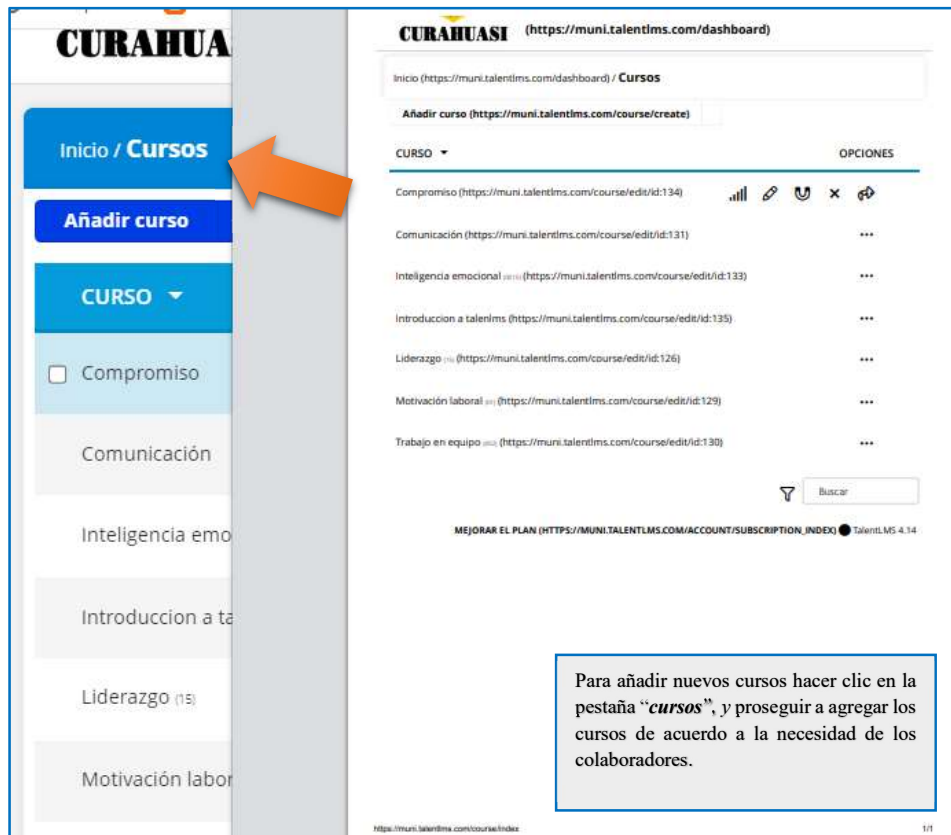 CURAHUA
Inicio / Cursos
Añadir curso
CURSO
Compromiso
Comunicación
Inteligencia emo
Introduccion a ta
Liderazgo (15)
Motivación labor
CURAHUASI (https://muni.talentlms.com/dashboard)
Inicio (https://muni.talentlms.com/dashboard) / Cursos
Añadir curso (https://muni.talentlms.com/course/create)
CURSO OPCIONES
Compromiso (https://muni.talentlms.com/course/edit/id:134)
Comunicación (https://muni.talentlms.com/course/edit/id:131)
Inteligencia emocional (https://muni.talentlms.com/course/edit/id:133)
Introduccion a talenlms (https://muni.talentlms.com/course/edit/id:135)
Liderazgo (15) (https://muni.talentlms.com/course/edit/id:126)
Motivación laboral (https://muni.talentlms.com/course/edit/id:129)
Trabajo en equipo (https://muni.talentlms.com/course/edit/id:130)
Buscar
MEJORAR EL PLAN (HTTPS://MUNI.TALENTLMS.COM/ACCOUNT/SUBSCRIPTION_INDEX) TalentLMS 4.14
Para añadir nuevos cursos hacer clic en la
pestaña “cursos”, y proseguir a agregar los
cursos de acuerdo a la necesidad de los
colaboradores.
https://muni.talentlms.com/course/index 1/1